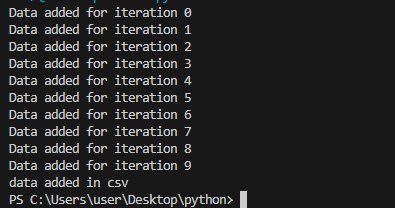 Data added for iteration 0
Data added for iteration 1
Data added for iteration 2
Data added for iteration 3
Data added for iteration 4
Data added for iteration 5
Data added for iteration 6
Data added for iteration 7
Data added for iteration 8
Data added for iteration 9
data added in csv
PS C:\Users\user\Desktop\python>